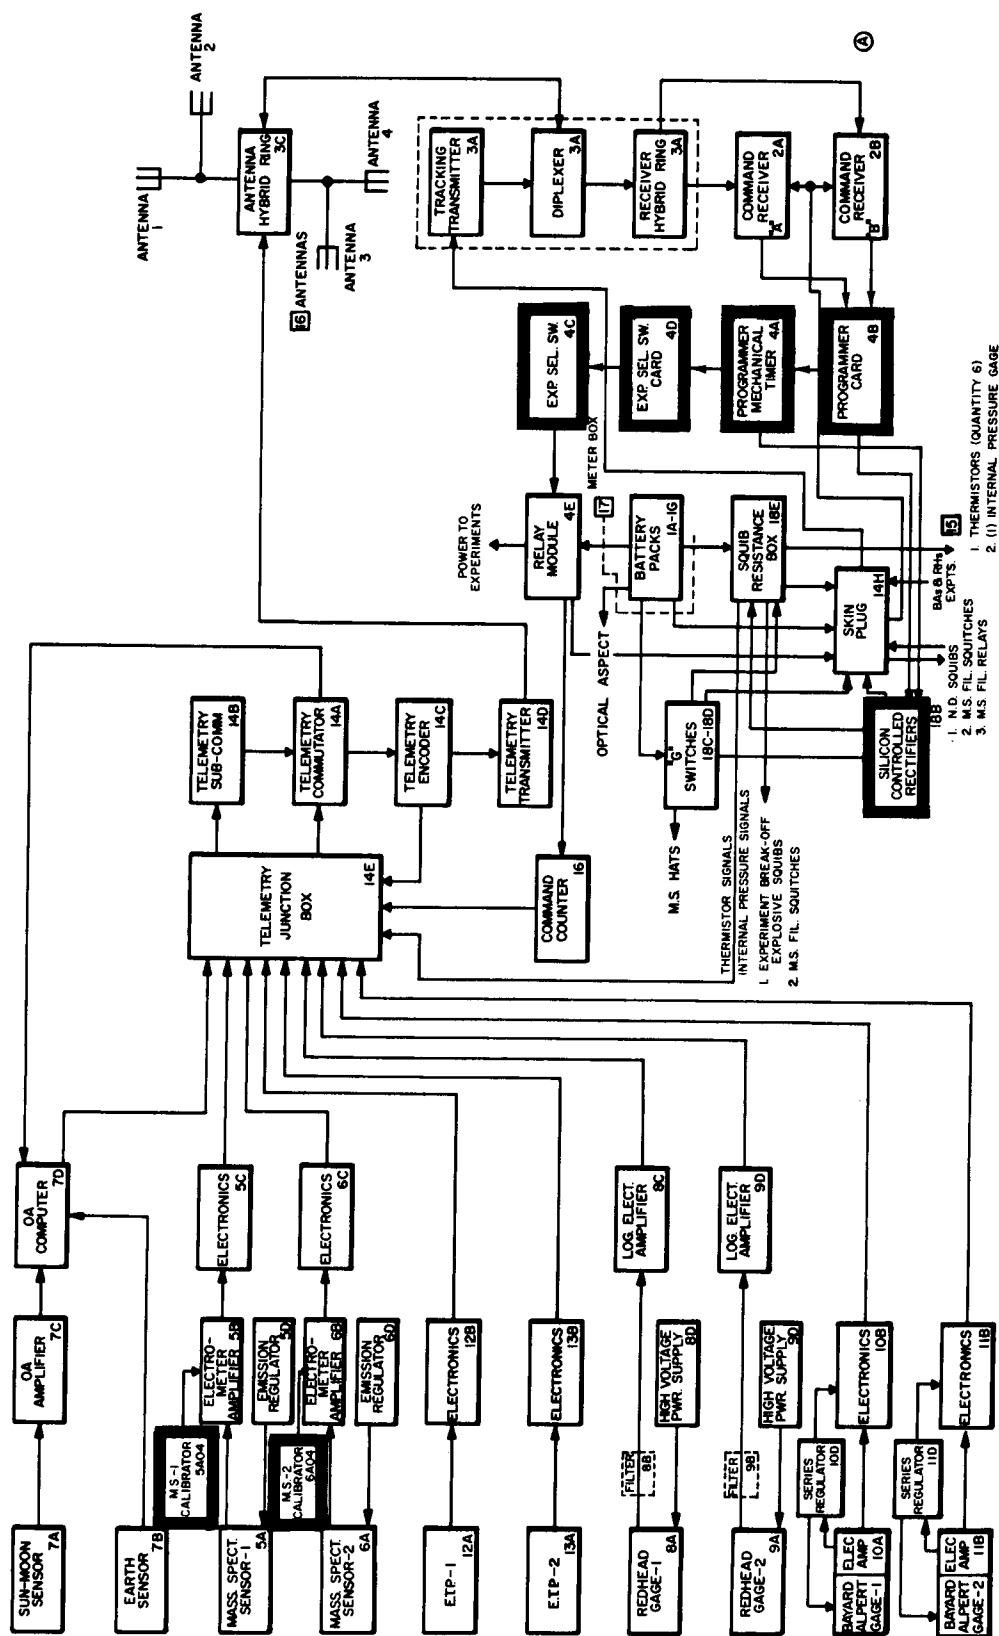 ANTENNA
1
ANTENNA
2
ANTENNA
HYBRID RING
3C
16 ANTENNAS
ANTENNA
3
ANTENNA
4
TRACKING
TRANSMITTER
3A
DIPLEXER
3A
RECEIVER
HYBRID RING
3A
COMMAND
RECEIVER
"A"
2A
COMMAND
RECEIVER
"B"
2B
A
EXP. SEL. SW.
4C
EXP. SEL. SW.
CARD
4D
PROGRAMMER
MECHANICAL
TIMER
4A
PROGRAMMER
CARD
4B
POWER TO
EXPERIMENTS
RELAY
MODULE
4E
METER BOX
17
BATTERY
PACKS
1A-1G
OPTICAL ASPECT
SQUIB
RESISTANCE
BOX
18E
SKIN
PLUG
14H
BAs & RHs
EXPTS.
15
1. THERMISTORS (QUANTITY 6)
2. (1) INTERNAL PRESSURE GAGE
1. N.D. SQUIBS
2. M.S. FIL. SQUITCHES
3. M.S. FIL. RELAYS
"G"
SWITCHES
18C-18D
M.S. HATS
SILICON
CONTROLLED
RECTIFIERS
18B
THERMISTOR SIGNALS
INTERNAL PRESSURE SIGNALS
1. EXPERIMENT BREAK-OFF
EXPLOSIVE SQUIBS
2. M.S. FIL. SQUITCHES
TELEMETRY
SUB-COMM
14B
TELEMETRY
COMMUTATOR
14A
TELEMETRY
ENCODER
14C
TELEMETRY
TRANSMITTER
14D
TELEMETRY
JUNCTION
BOX
14E
COMMAND
COUNTER
16
OA
COMPUTER
7D
ELECTRONICS
5C
ELECTRONICS
6C
LOG. ELECT.
AMPLIFIER
8C
LOG. ELECT.
AMPLIFIER
9D
OA
AMPLIFIER
7C
ELECTRO-
METER
AMPLIFIER
5B
EMISSION
REGULATOR
5D
ELECTRO-
METER
AMPLIFIER
6B
EMISSION
REGULATOR
6D
ELECTRONICS
12B
ELECTRONICS
13B
HIGH VOLTAGE
PWR. SUPPLY
8D
HIGH VOLTAGE
PWR. SUPPLY
9D
ELECTRONICS
10B
ELECTRONICS
11B
M.S.-1
CALIBRATOR
5A04
M.S.-2
CALIBRATOR
6A04
FILTER
8B
FILTER
9B
SERIES
REGULATOR
10D
SERIES
REGULATOR
11D
SUN-MOON
SENSOR
7A
EARTH
SENSOR
7B
MASS. SPECT.
SENSOR-1
5A
MASS. SPECT.
SENSOR-2
6A
E.T.P-1
12A
E.T.P-2
13A
REDHEAD
GAGE-1
8A
REDHEAD
GAGE-2
9A
BAYARD
ALPERT
GAGE-1
ELEC
AMP
10A
BAYARD
ALPERT
GAGE-2
ELEC
AMP
11B